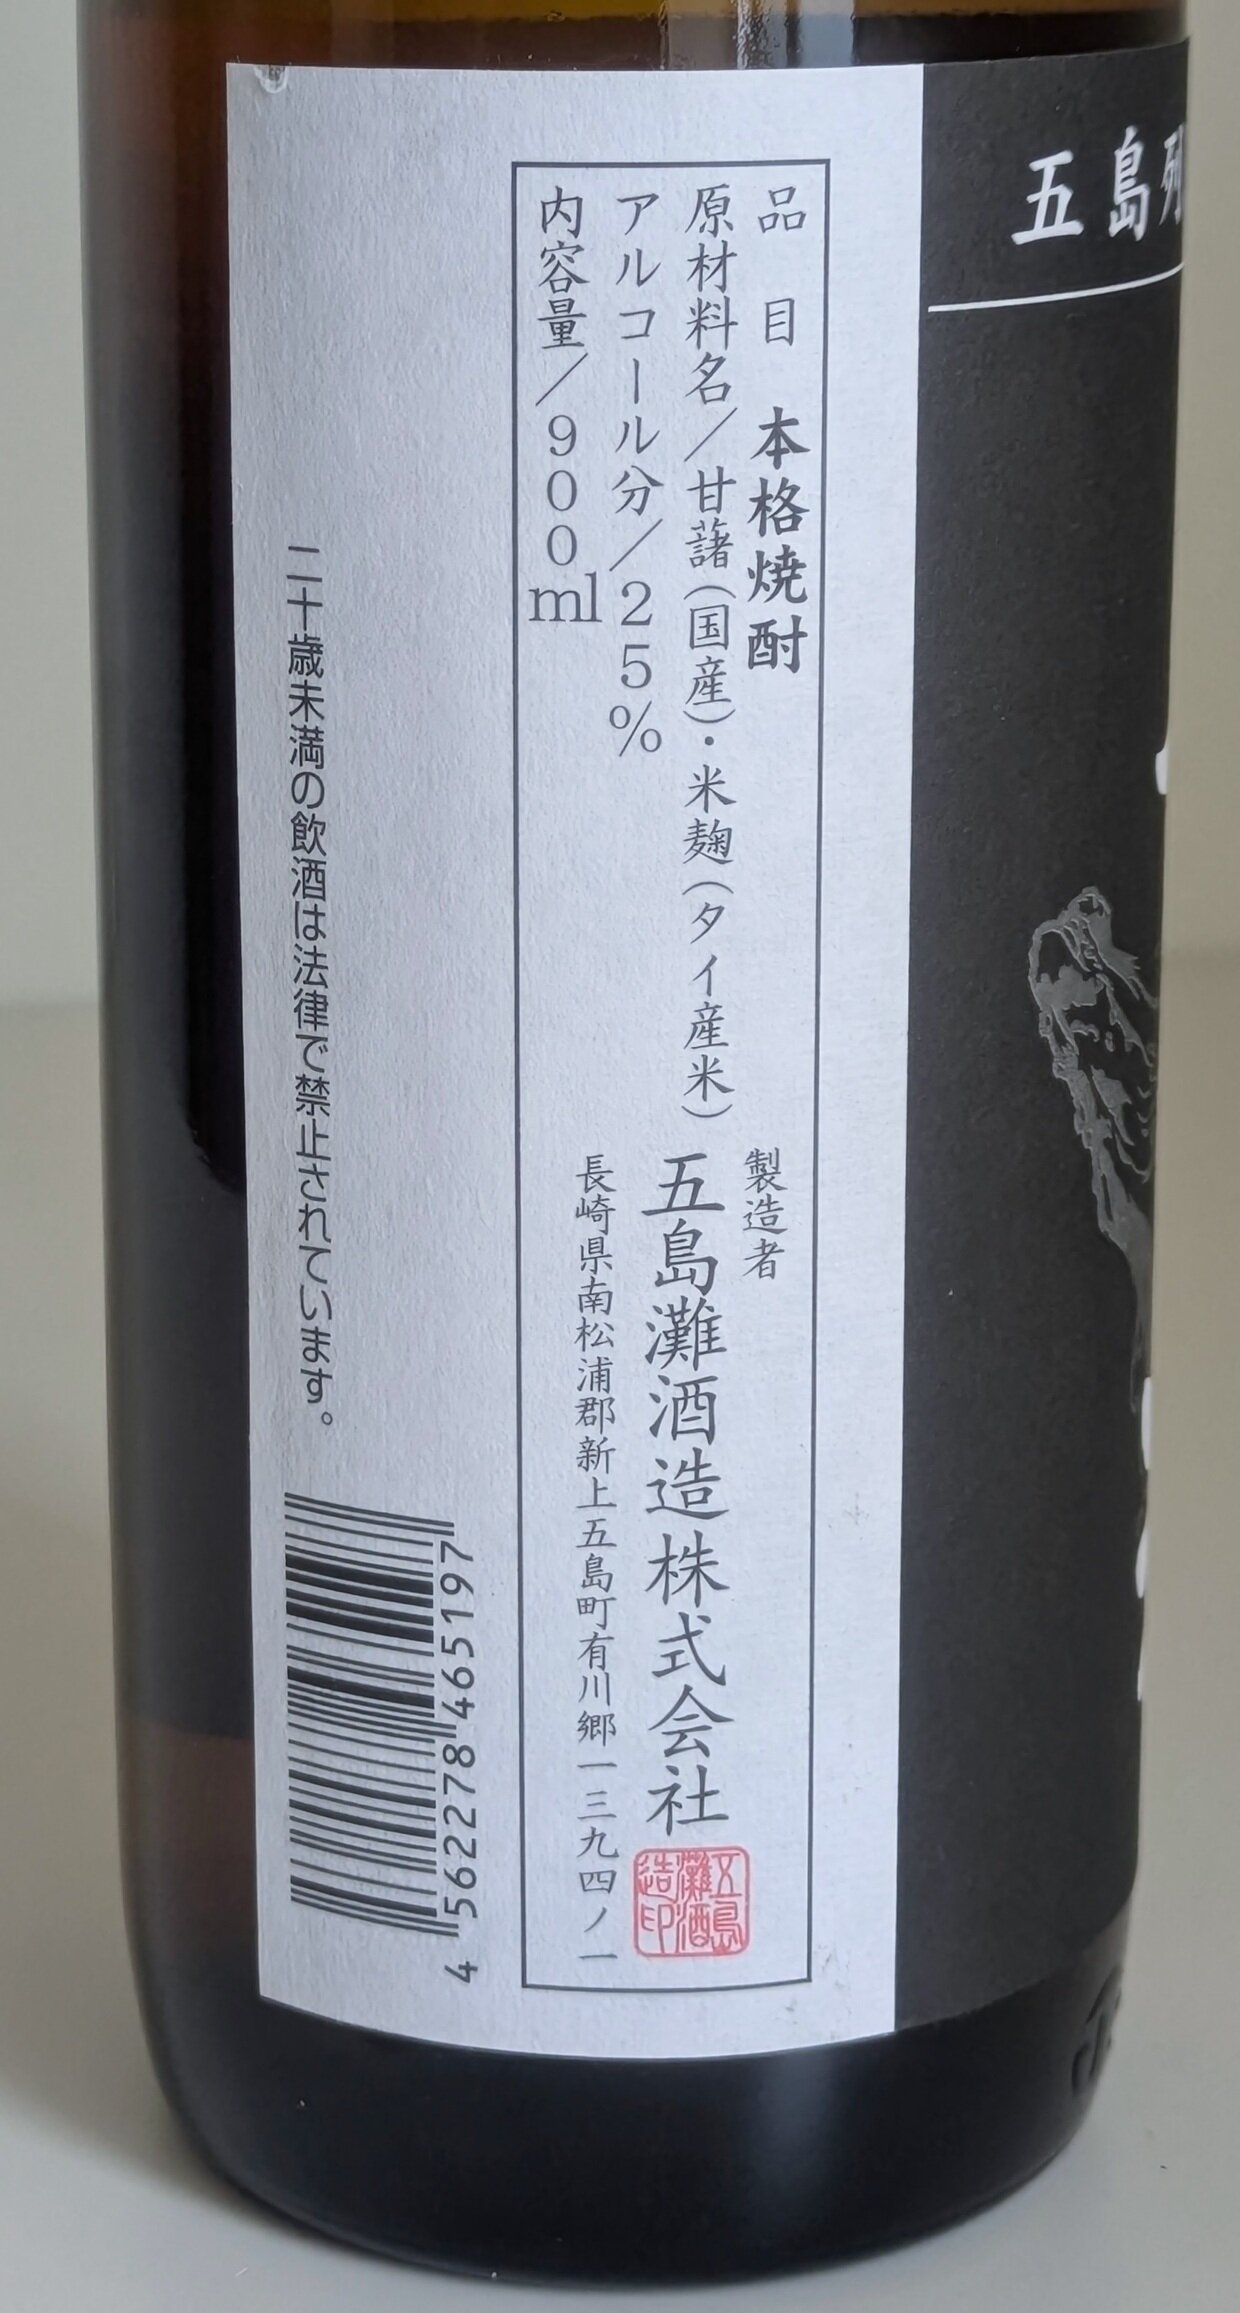 五島列
品目 本格焼酎
原材料名／甘藷（国産）・米麹（タイ産米）
アルコール分／25％
内容量／900ml
製造者
五島灘酒造株式会社
長崎県南松浦郡新上五島町有川郷一三九四ノ一
五島灘酒造印
二十歳未満の飲酒は法律で禁止されています。
4 562278 465197